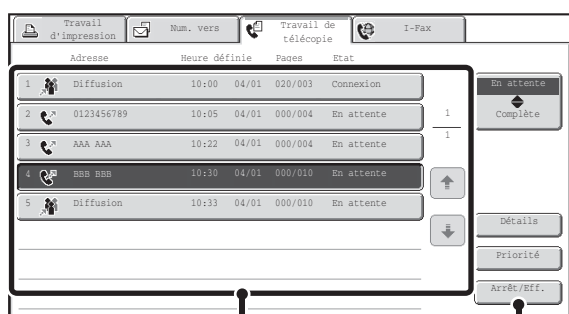 Travail d'impression Num. vers Travail de télécopie I-Fax
Adresse Heure définie Pages Etat
1 Diffusion 10:00 04/01 020/003 Connexion
2 0123456789 10:05 04/01 000/004 En attente
3 AAA AAA 10:22 04/01 000/004 En attente
4 BBB BBB 10:30 04/01 000/010 En attente
5 Diffusion 10:33 04/01 000/010 En attente
1
1
En attente
Complète
Détails
Priorité
Arrêt/Eff.